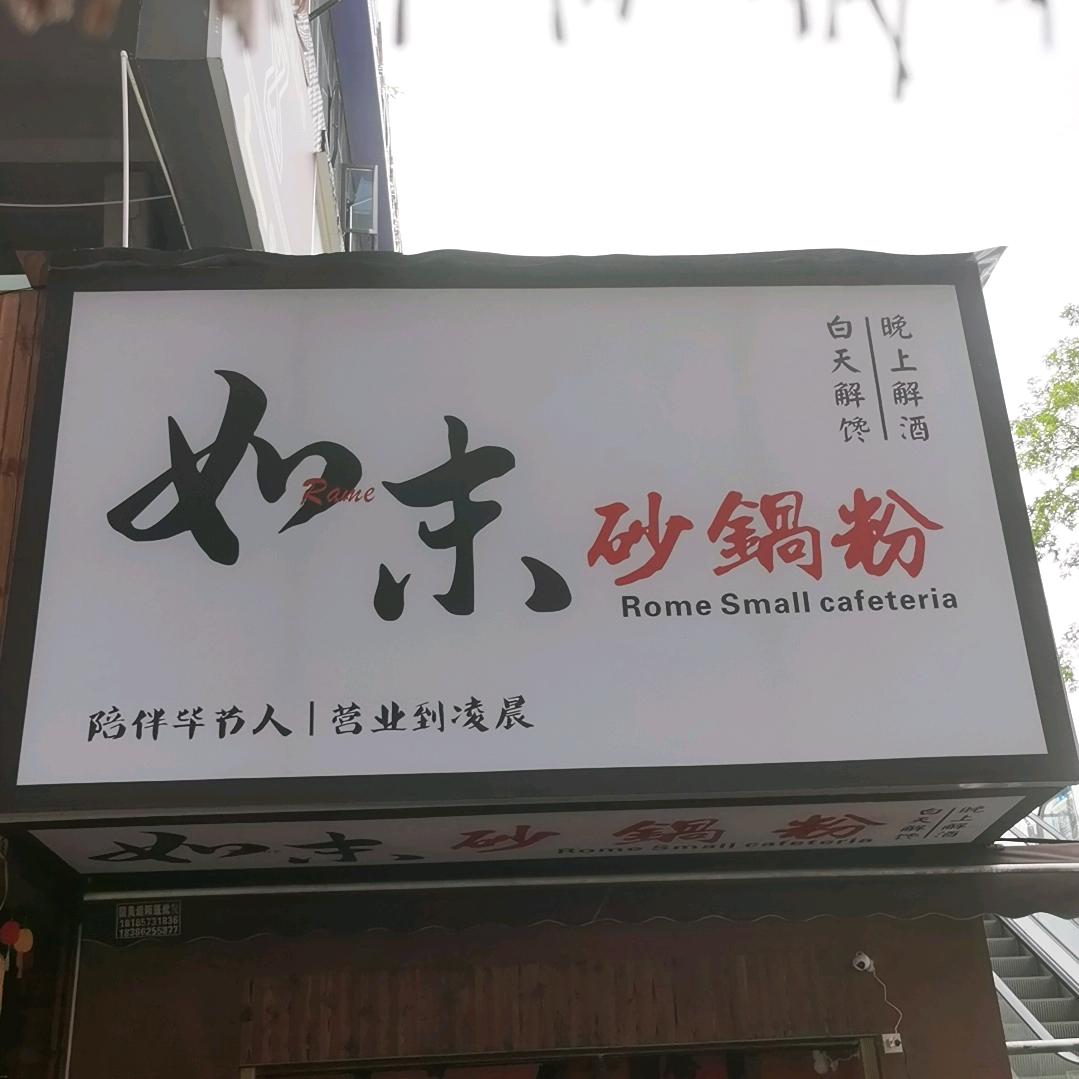 白天解馋
晚上解酒
如末
Rame
砂鍋粉
Rome Small cafeteria
陪伴毕节人|营业到凌晨
如末 砂鍋粉
Rome Small cafeteria
白天解馋
晚上解酒
18185731836